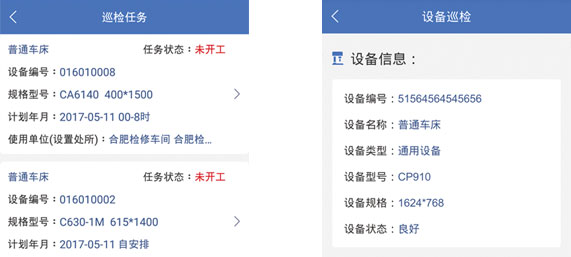 巡检任务
普通车床 任务状态：未开工
设备编号：016010008
规格型号：CA6140 400*1500
计划年月：2017-05-11 00-8时
使用单位(设置处所)：合肥检修车间 合肥检...
普通车床 任务状态：未开工
设备编号：016010002
规格型号：C630-1M 615*1400
计划年月：2017-05-11 自安排
设备巡检
设备信息：
设备编号：51564564545656
设备名称：普通车床
设备类型：通用设备
设备型号：CP910
设备规格：1624*768
设备状态：良好